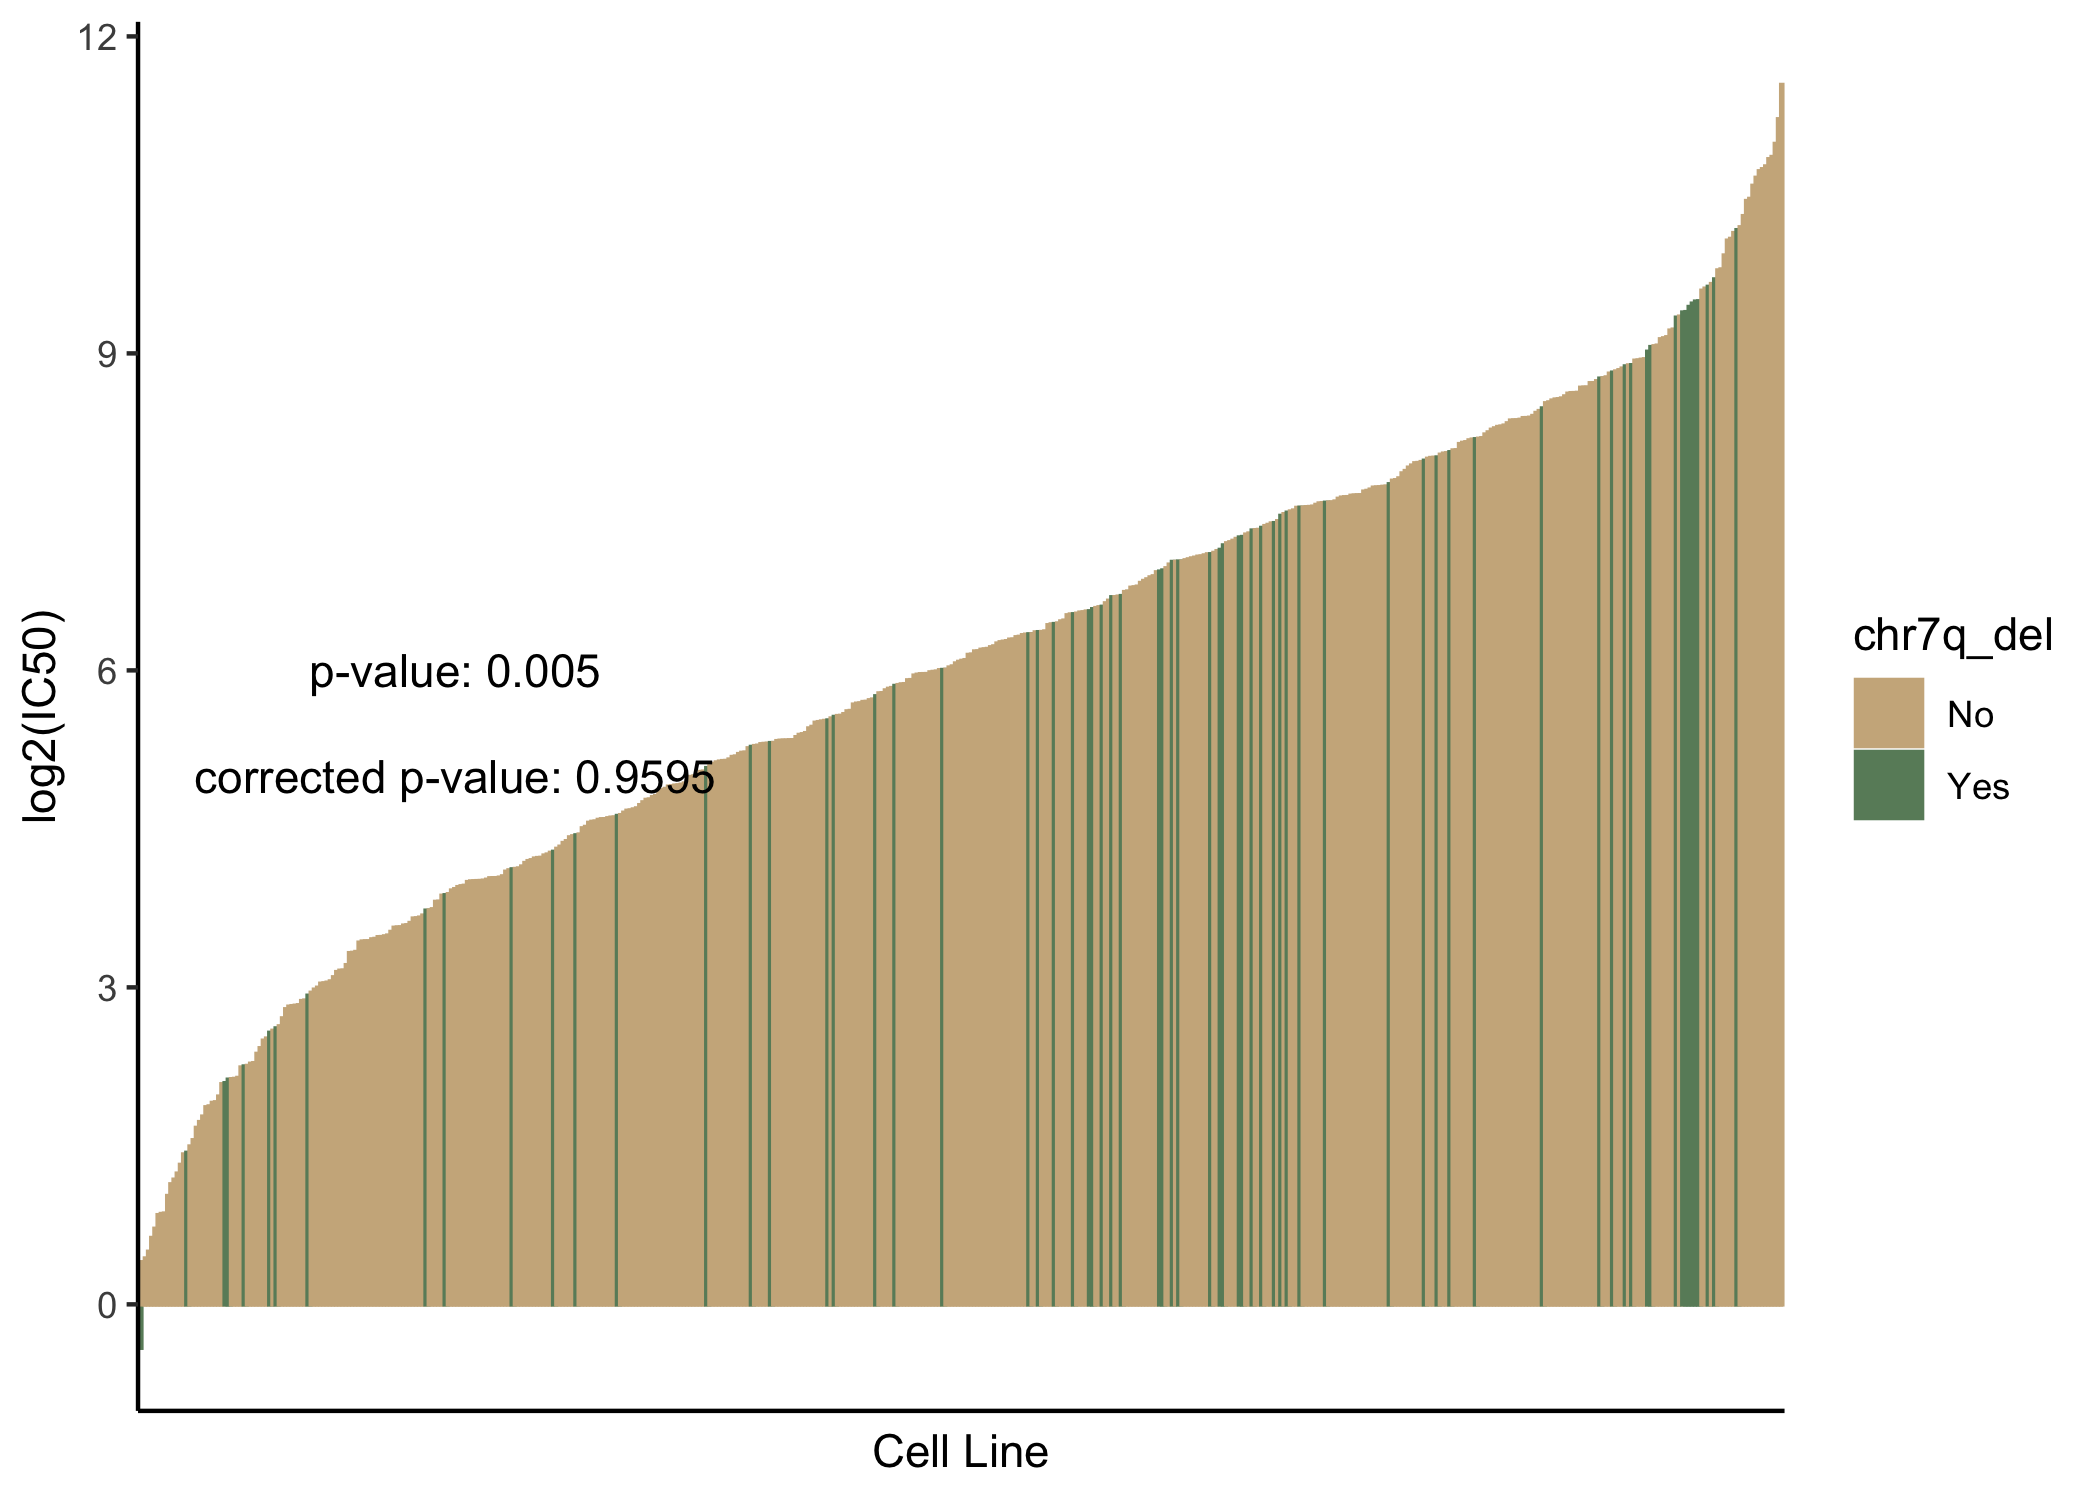 12
9
6
3
0
log2(IC50)
p-value: 0.005
corrected p-value: 0.9595
Cell Line
chr7q_del
No
Yes